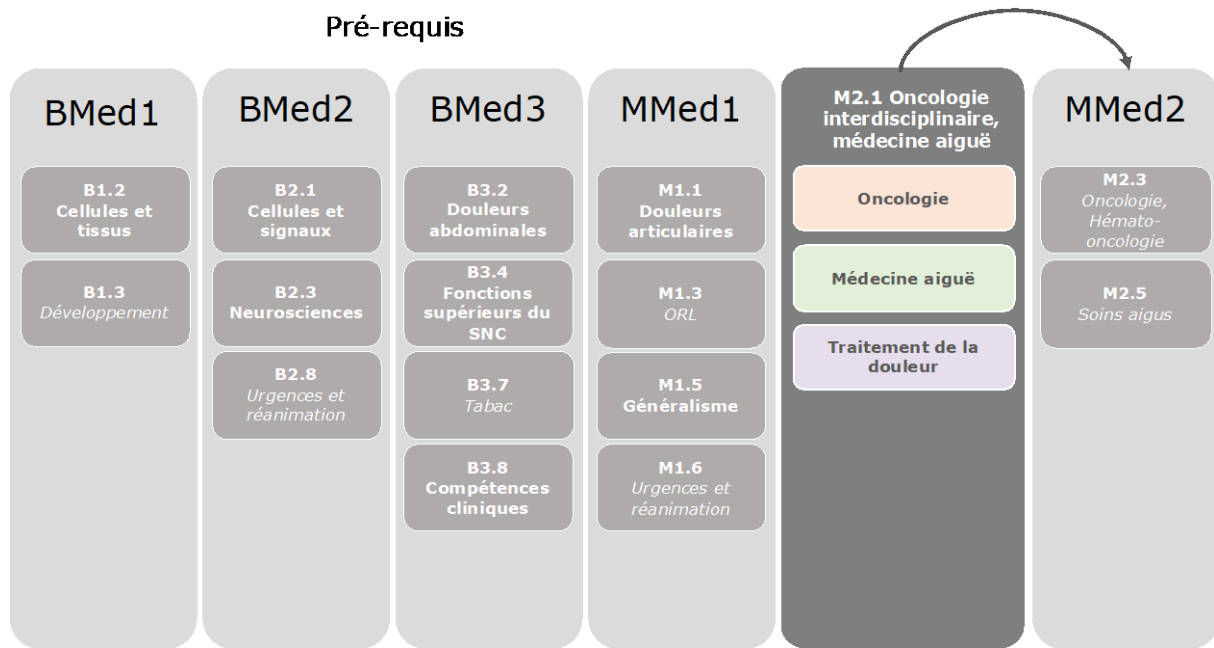 Pré-requis
BMed1
B1.2
Cellules et
tissus
B1.3
Développement
BMed2
B2.1
Cellules et
signaux
B2.3
Neurosciences
B2.8
Urgences et
réanimation
BMed3
B3.2
Douleurs
abdominales
B3.4
Fonctions
supérieurs du
SNC
B3.7
Tabac
B3.8
Compétences
cliniques
MMed1
M1.1
Douleurs
articulaires
M1.3
ORL
M1.5
Généralisme
M1.6
Urgences et
réanimation
M2.1 Oncologie
interdisciplinaire,
médecine aiguë
Oncologie
Médecine aiguë
Traitement de la
douleur
MMed2
M2.3
Oncologie,
Hémato-
oncologie
M2.5
Soins aigus